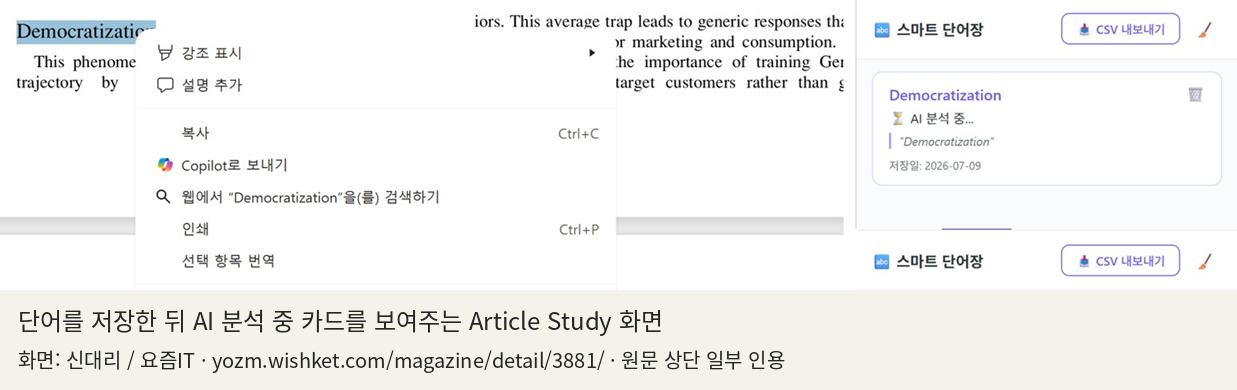 Democratization
This phenome
trajectory by
iors. This average trap leads to generic responses tha
or marketing and consumption.
the importance of training Ger
target customers rather than g
강조 표시
설명 추가
복사 Ctrl+C
Copilot로 보내기
웹에서 "Democratization"을(를) 검색하기
인쇄 Ctrl+P
선택 항목 번역
abc 스마트 단어장 CSV 내보내기
Democratization
AI 분석 중...
"Democratization"
저장일: 2026-07-09
abc 스마트 단어장 CSV 내보내기
단어를 저장한 뒤 AI 분석 중 카드를 보여주는 Article Study 화면
화면: 신대리 / 요즘IT · yozm.wishket.com/magazine/detail/3881/ · 원문 상단 일부 인용